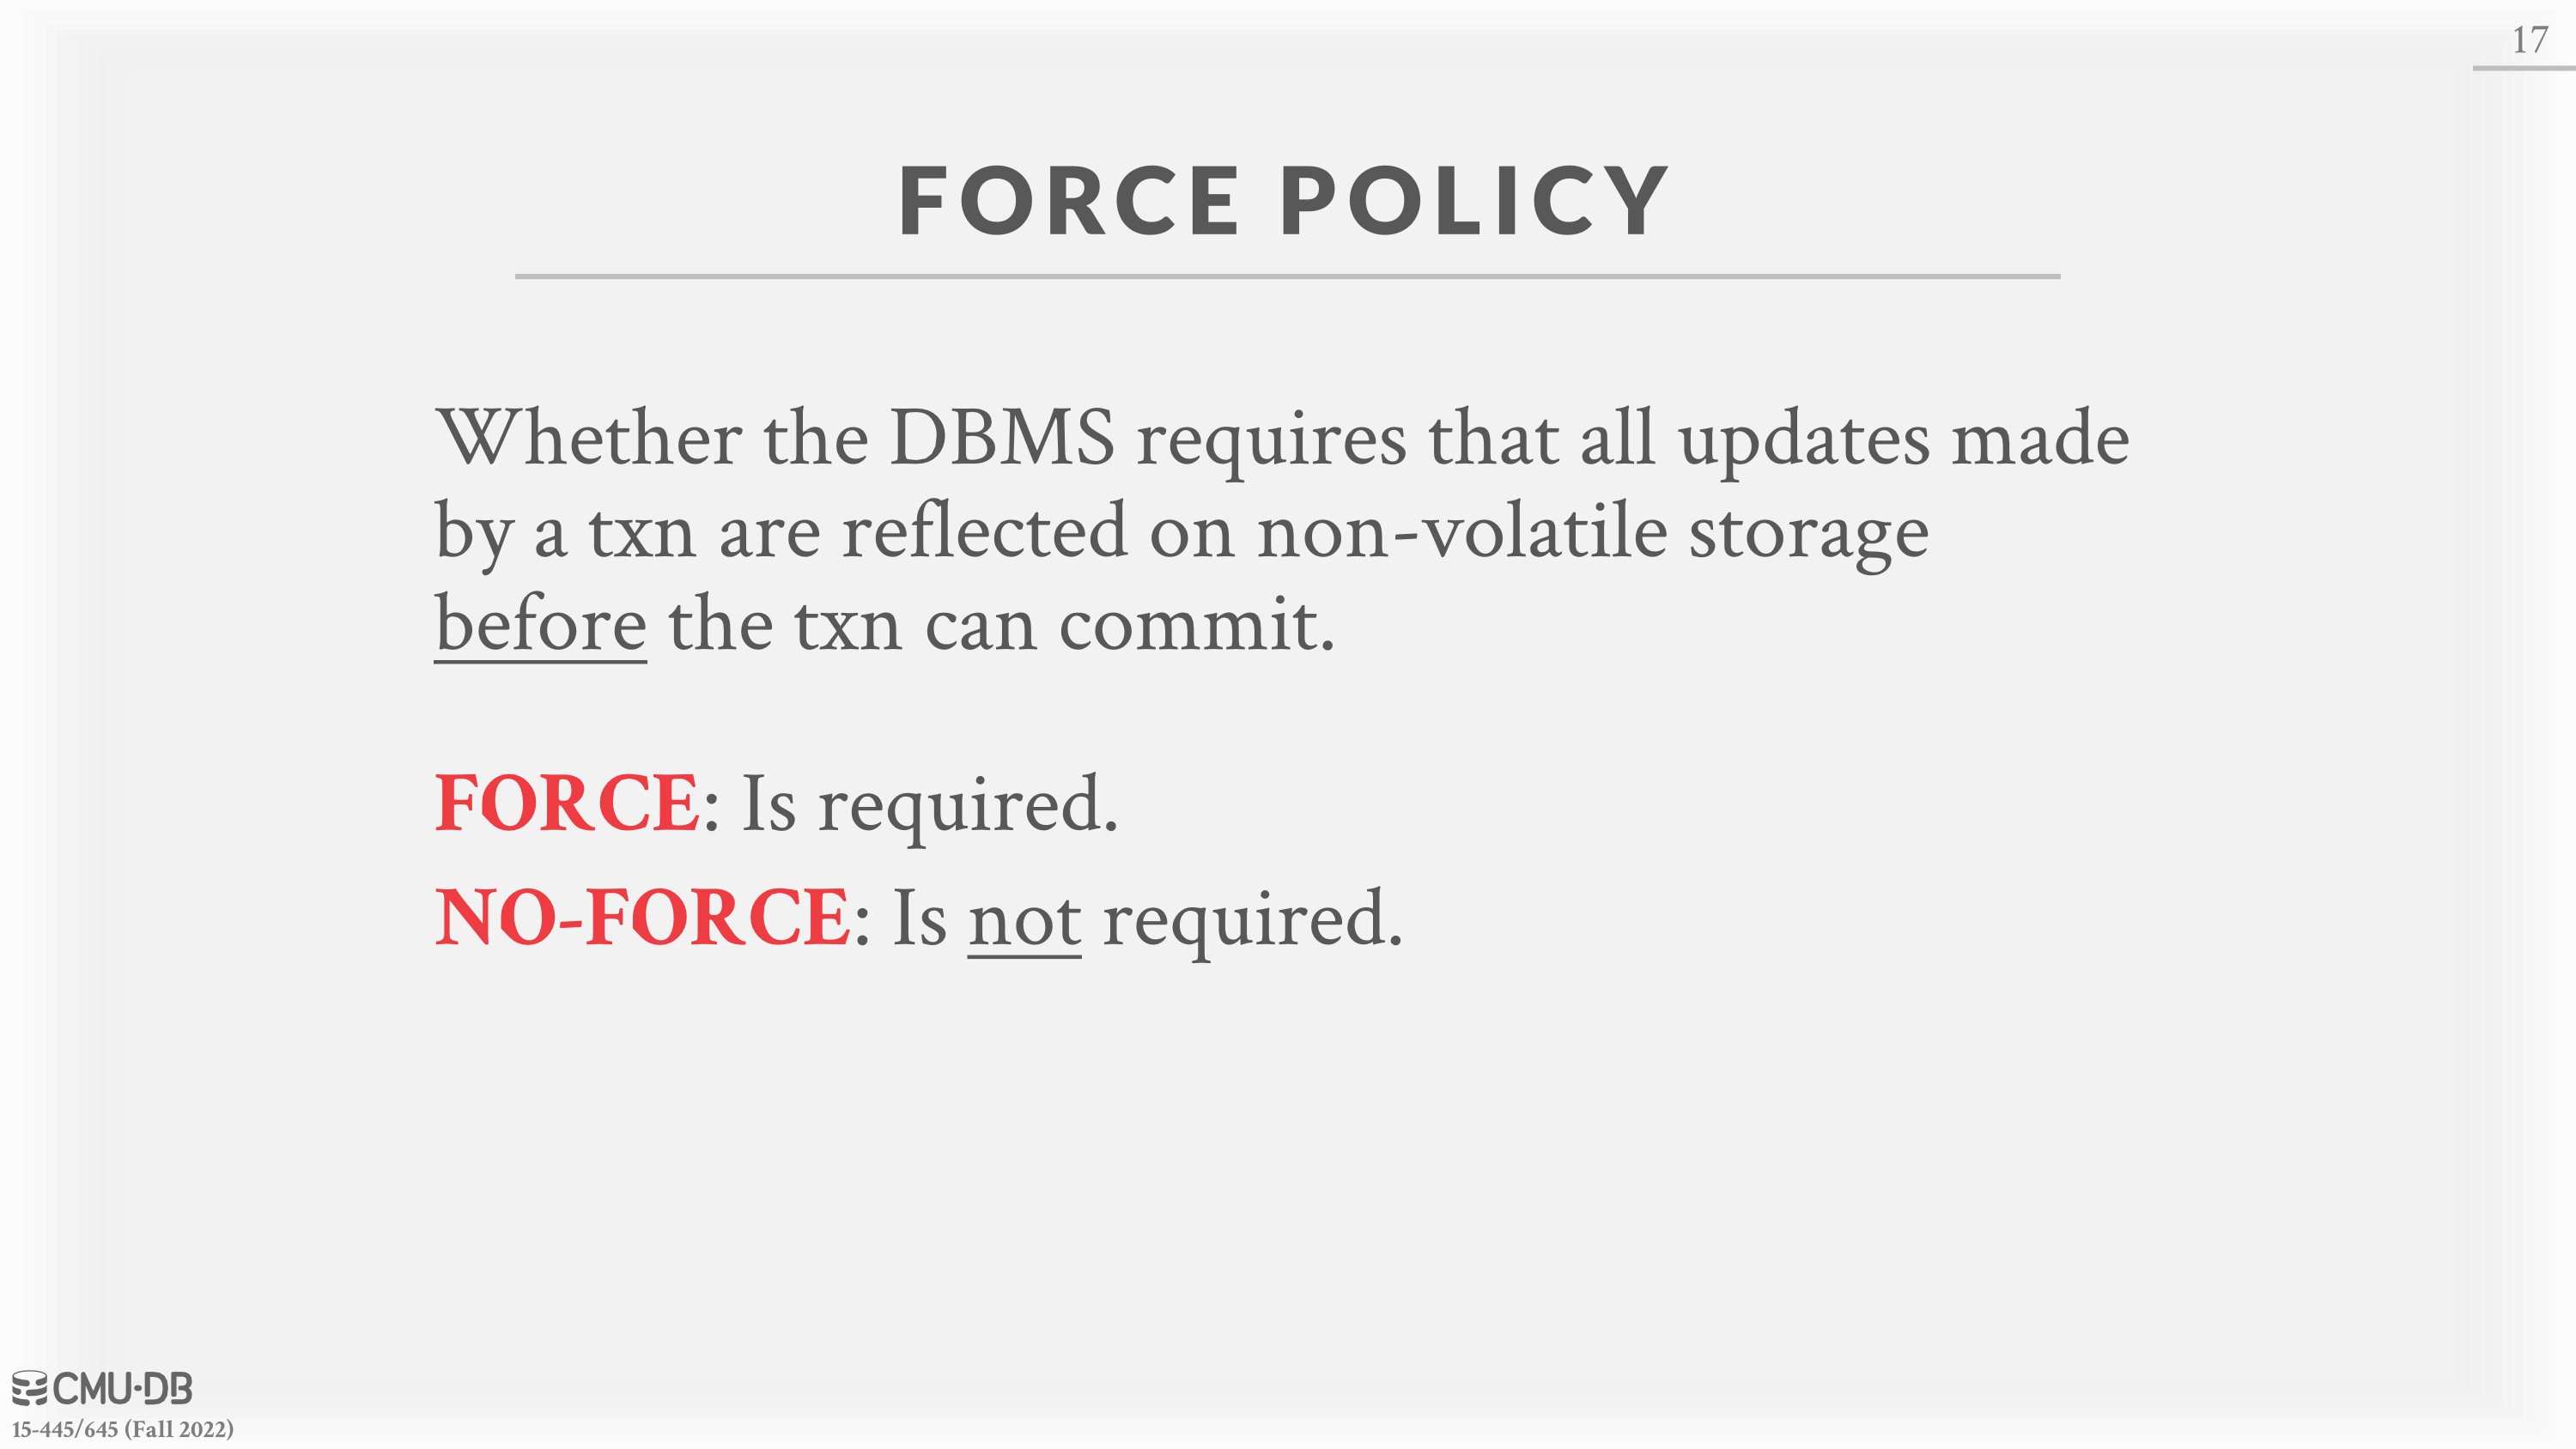 17
FORCE POLICY
Whether the DBMS requires that all updates made
by a txn are reflected on non-volatile storage
before the txn can commit.
FORCE: Is required.
NO-FORCE: Is not required.
CMU·DB
15-445/645 (Fall 2022)